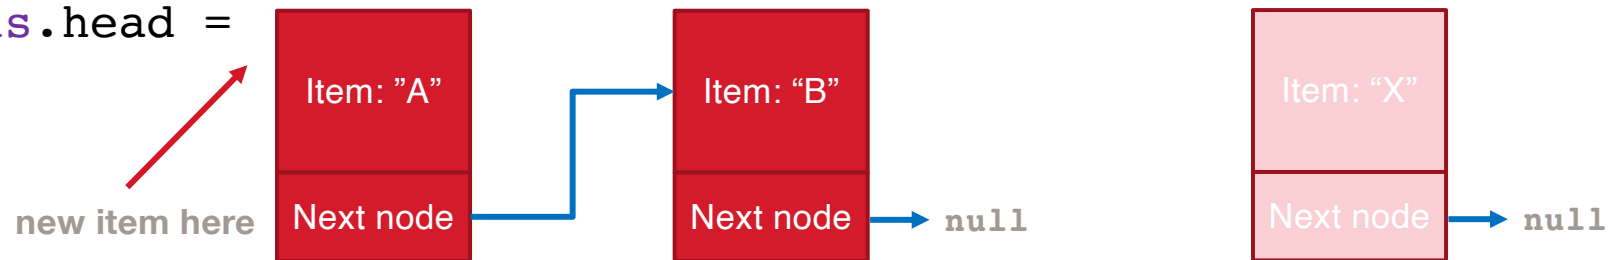 s.head =
Item: ”A”
Item: “B”
Item: “X”
new item here
Next node
Next node
null
Next node
null